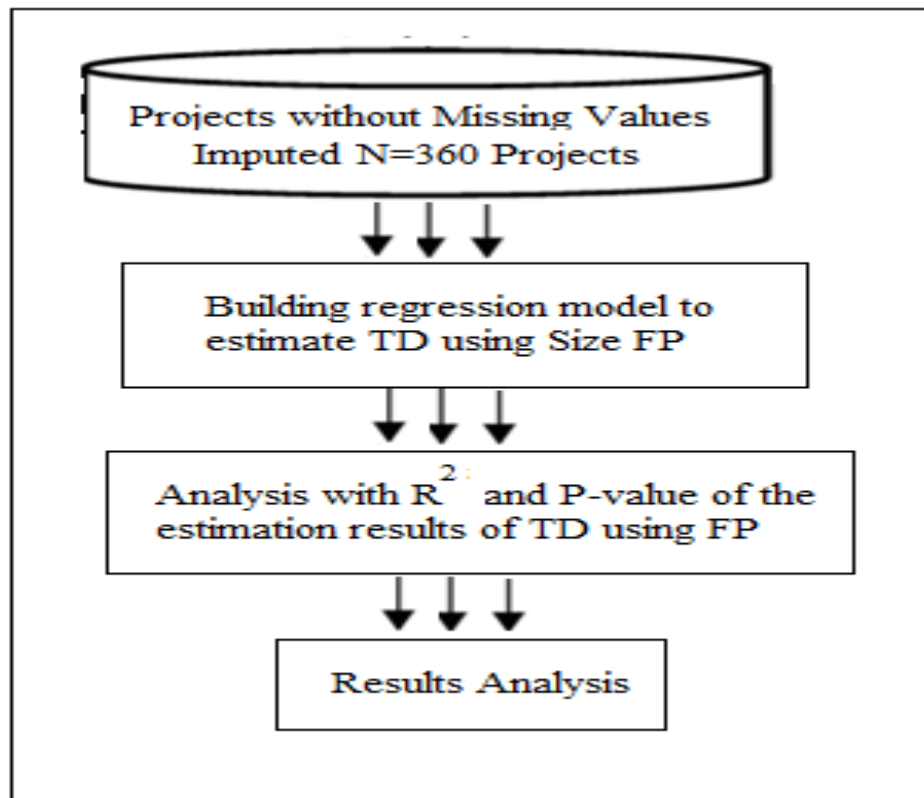 Projects without Missing Values
Imputed N=360 Projects
Building regression model to
estimate TD using Size FP
Analysis with R² and P-value of the
estimation results of TD using FP
Results Analysis